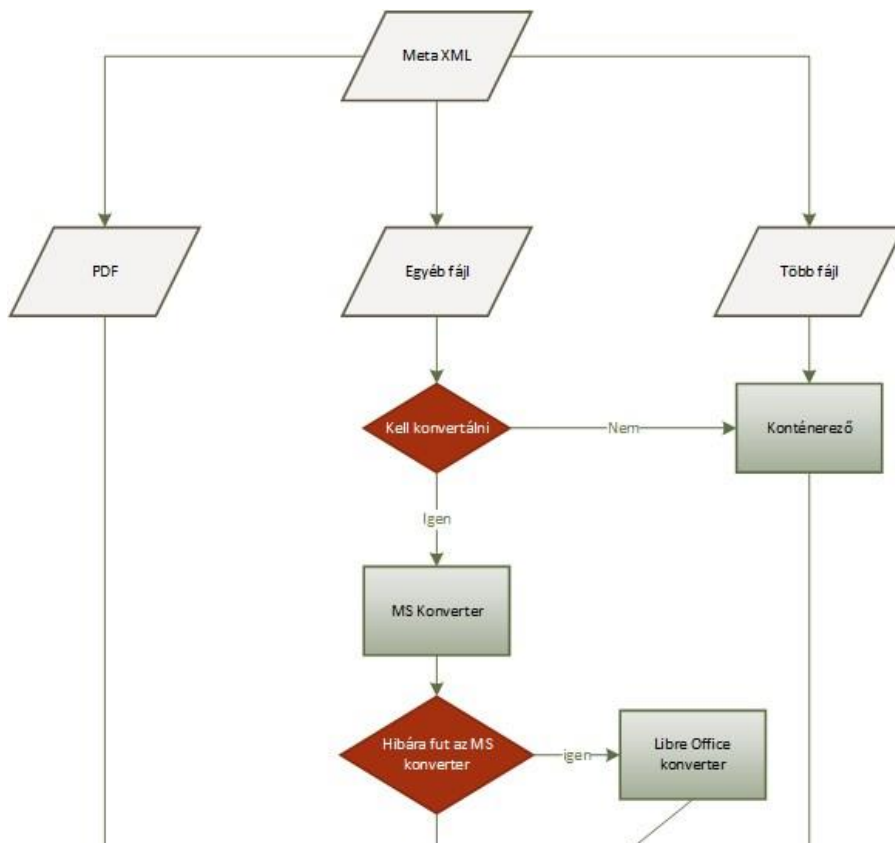 Meta XML
PDF
Egyéb fájl
Több fájl
Kell konvertálni
Nem
Konténerező
Igen
MS Konverter
Hibára fut az MS
konverter
igen
Libre Office
konverter